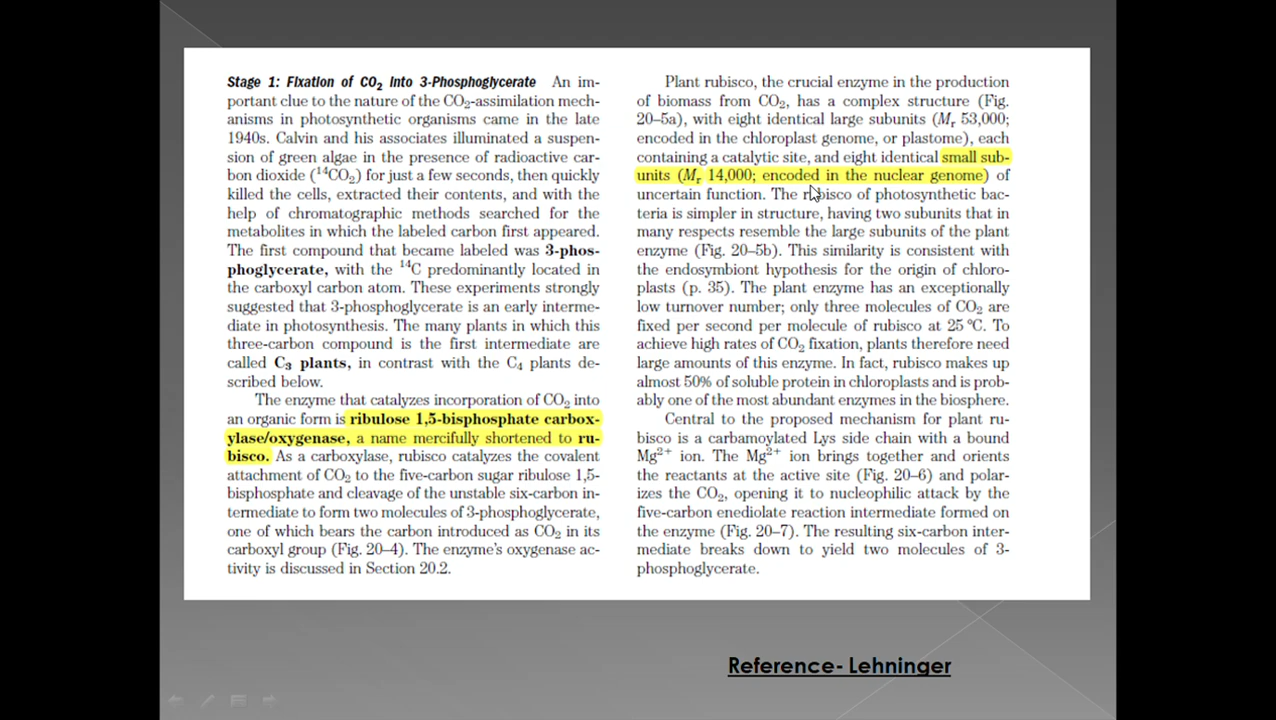 Stage 1: Fixation of CO2 into 3-Phosphoglycerate An im-
portant clue to the nature of the CO2-assimilation mech-
anisms in photosynthetic organisms came in the late
1940s. Calvin and his associates illuminated a suspen-
sion of green algae in the presence of radioactive car-
bon dioxide (14CO2) for just a few seconds, then quickly
killed the cells, extracted their contents, and with the
help of chromatographic methods searched for the
metabolites in which the labeled carbon first appeared.
The first compound that became labeled was 3-phos-
phoglycerate, with the 14C predominantly located in
the carboxyl carbon atom. These experiments strongly
suggested that 3-phosphoglycerate is an early interme-
diate in photosynthesis. The many plants in which this
three-carbon compound is the first intermediate are
called C3 plants, in contrast with the C4 plants de-
scribed below.
The enzyme that catalyzes incorporation of CO2 into
an organic form is ribulose 1,5-bisphosphate carbox-
ylase/oxygenase, a name mercifully shortened to ru-
bisco. As a carboxylase, rubisco catalyzes the covalent
attachment of CO2 to the five-carbon sugar ribulose 1,5-
bisphosphate and cleavage of the unstable six-carbon in-
termediate to form two molecules of 3-phosphoglycerate,
one of which bears the carbon introduced as CO2 in its
carboxyl group (Fig. 20–4). The enzyme's oxygenase ac-
tivity is discussed in Section 20.2.
Plant rubisco, the crucial enzyme in the production
of biomass from CO2, has a complex structure (Fig.
20–5a), with eight identical large subunits (Mr 53,000;
encoded in the chloroplast genome, or plastome), each
containing a catalytic site, and eight identical small sub-
units (Mr 14,000; encoded in the nuclear genome) of
uncertain function. The rubisco of photosynthetic bac-
teria is simpler in structure, having two subunits that in
many respects resemble the large subunits of the plant
enzyme (Fig. 20–5b). This similarity is consistent with
the endosymbiont hypothesis for the origin of chloro-
plasts (p. 35). The plant enzyme has an exceptionally
low turnover number; only three molecules of CO2 are
fixed per second per molecule of rubisco at 25 °C. To
achieve high rates of CO2 fixation, plants therefore need
large amounts of this enzyme. In fact, rubisco makes up
almost 50% of soluble protein in chloroplasts and is prob-
ably one of the most abundant enzymes in the biosphere.
Central to the proposed mechanism for plant ru-
bisco is a carbamoylated Lys side chain with a bound
Mg2+ ion. The Mg2+ ion brings together and orients
the reactants at the active site (Fig. 20–6) and polar-
izes the CO2, opening it to nucleophilic attack by the
five-carbon enediolate reaction intermediate formed on
the enzyme (Fig. 20–7). The resulting six-carbon inter-
mediate breaks down to yield two molecules of 3-
phosphoglycerate.
Reference- Lehninger